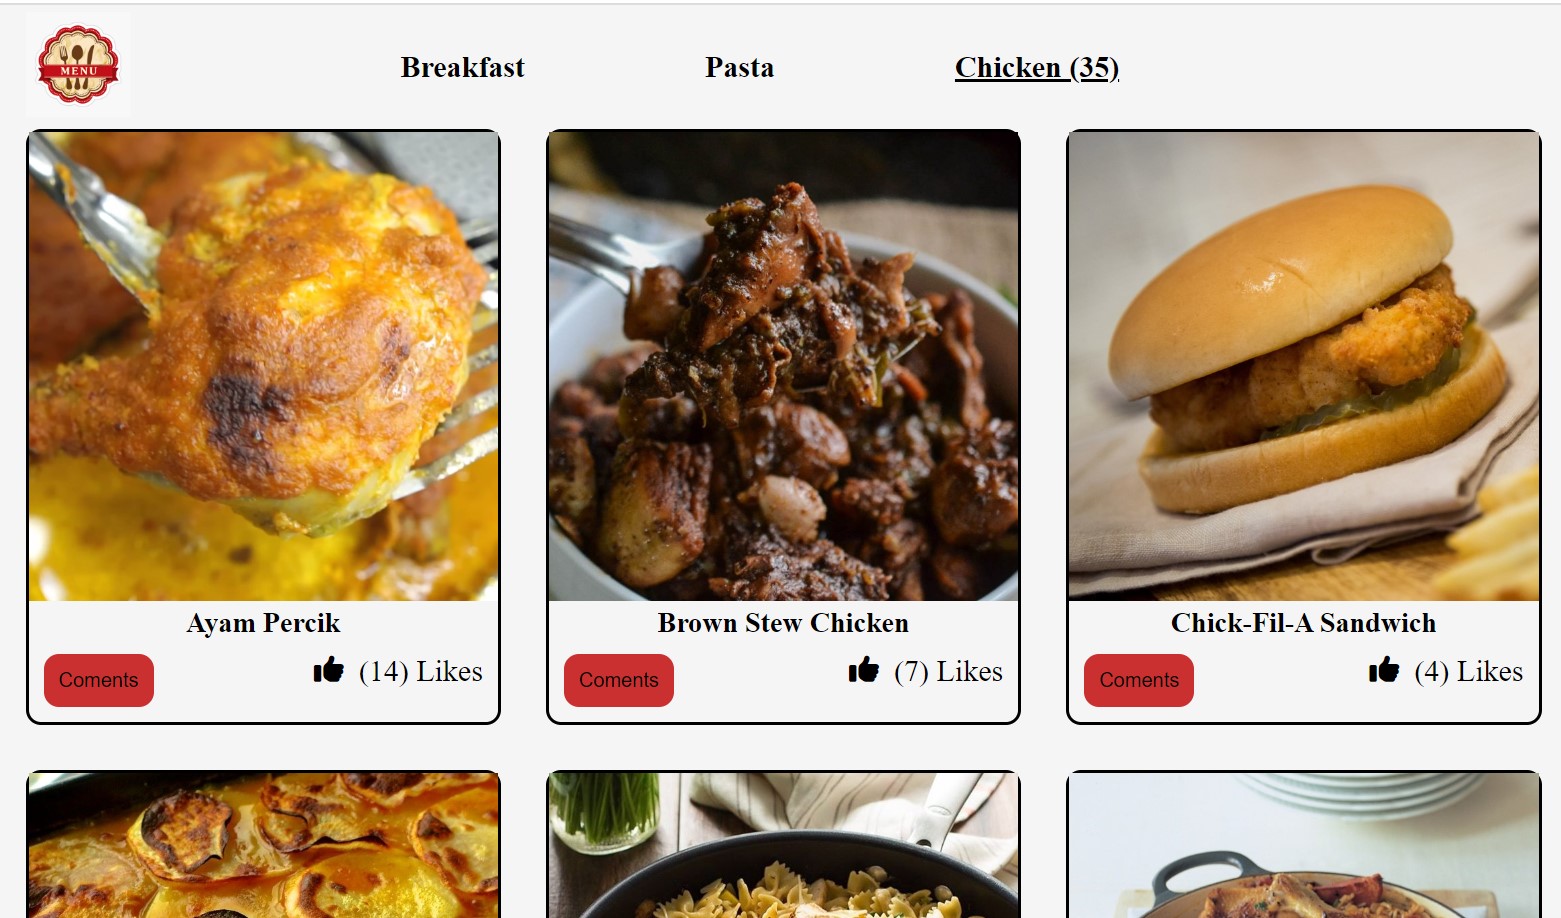 MENU
Breakfast
Pasta
Chicken (35)
Ayam Percik
Coments
(14) Likes
Brown Stew Chicken
Coments
(7) Likes
Chick-Fil-A Sandwich
Coments
(4) Likes